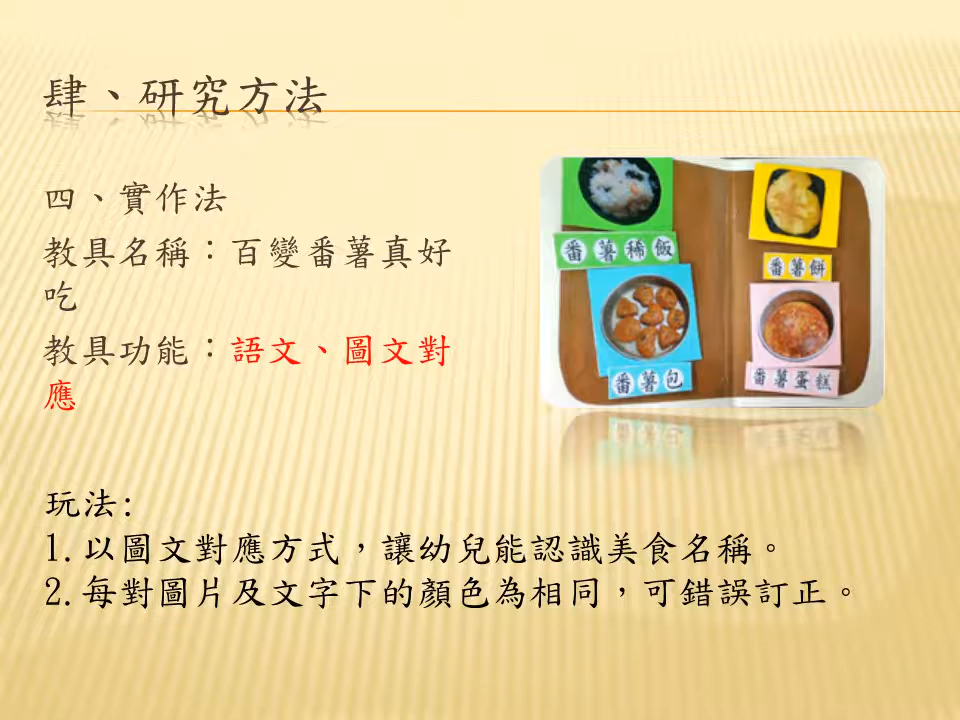 肆、研究方法
四、實作法
教具名稱：百變番薯真好
吃
教具功能：語文、圖文對
應
番薯稀飯
番薯餅
番薯包
番薯蛋糕
玩法:
1.以圖文對應方式，讓幼兒能認識美食名稱。
2.每對圖片及文字下的顏色為相同，可錯誤訂正。